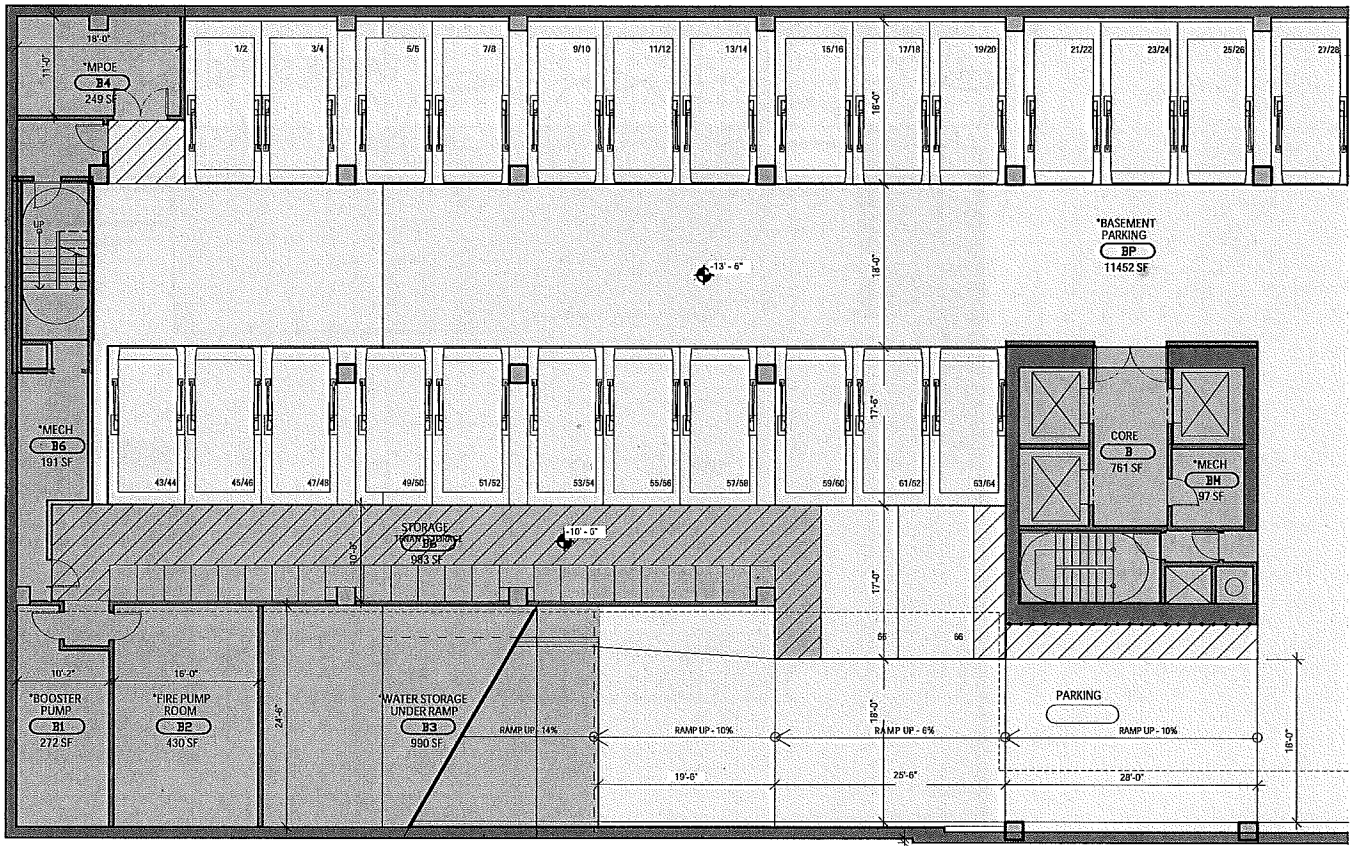 18'-0"
11'-0"
*MPOE
B4
249 SF
1/2
3/4
5/6
7/8
9/10
11/12
13/14
15/16
17/18
19/20
21/22
23/24
25/26
27/28
18'-0"
UP
-13' - 6"
18'-0"
*BASEMENT
PARKING
BP
11452 SF
*MECH
B6
191 SF
43/44
45/46
47/48
49/50
51/52
53/54
55/56
57/58
59/60
61/62
63/64
17'-6"
CORE
B
761 SF
*MECH
BM
97 SF
STORAGE
TENANT STORAGE
983 SF
-10' - 0"
17'-0"
66
10'-2"
15'-0"
*BOOSTER
PUMP
B1
272 SF
*FIRE PUMP
ROOM
B2
430 SF
24'-6"
*WATER STORAGE
UNDER RAMP
B3
990 SF
RAMP UP - 14%
RAMP UP - 10%
RAMP UP - 6%
RAMP UP - 10%
18'-0"
PARKING
16'-0"
19'-6"
25'-6"
28'-0"